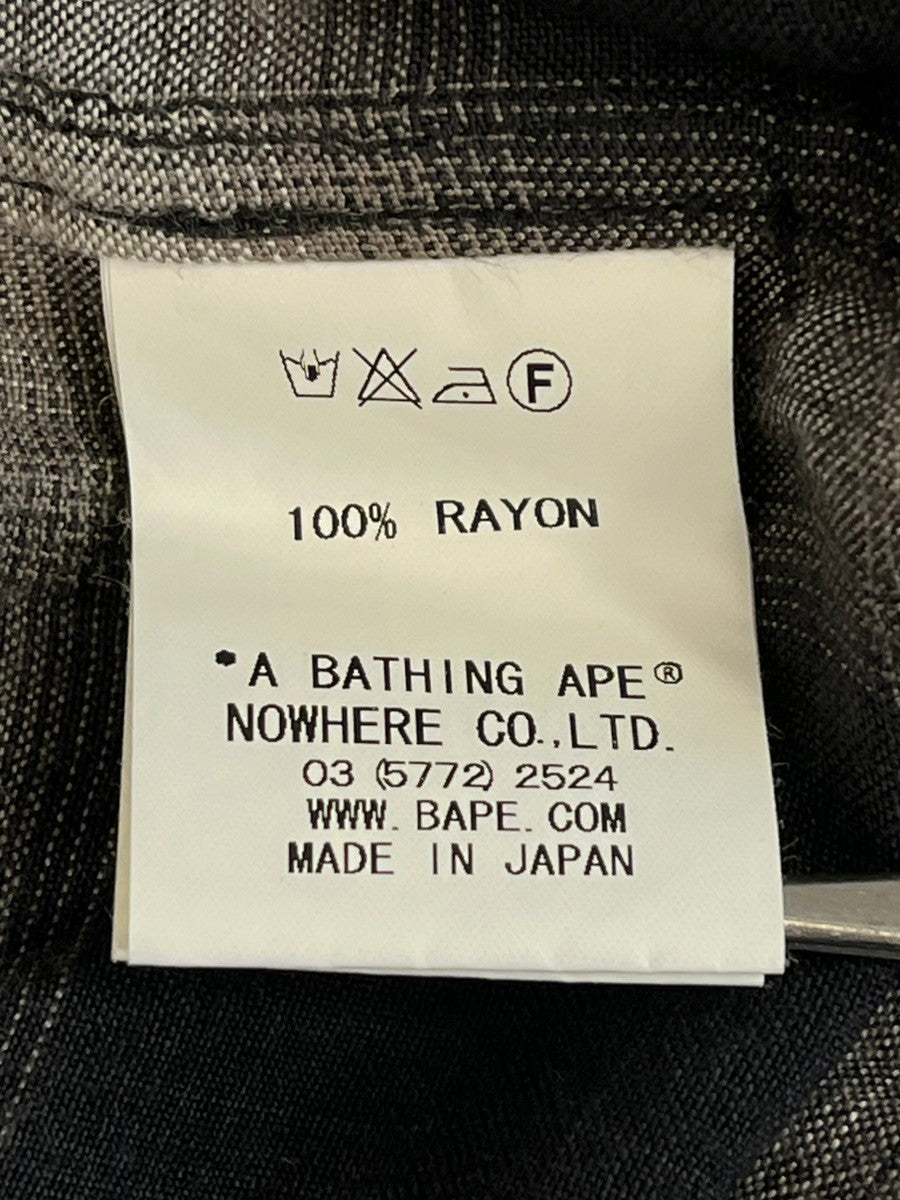 F
100% RAYON
*A BATHING APE®
NOWHERE CO.,LTD.
03 (5772) 2524
WWW. BAPE. COM
MADE IN JAPAN